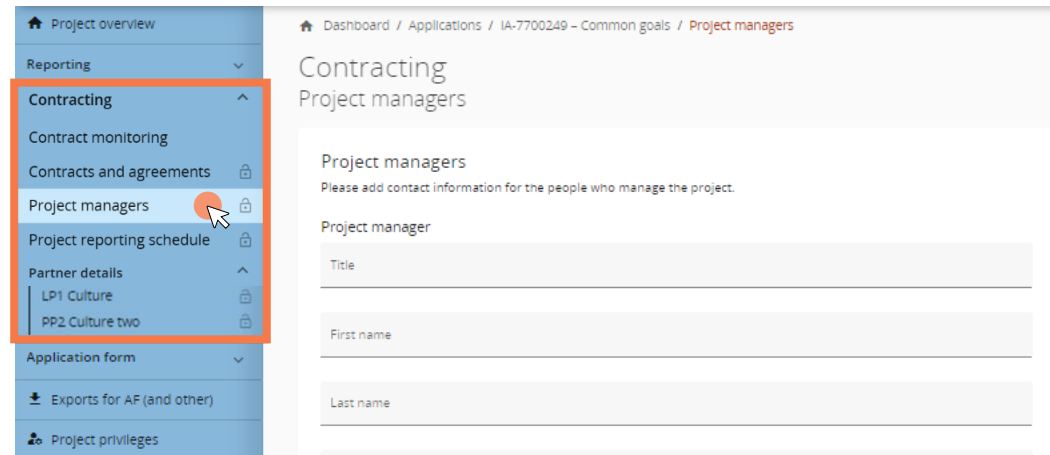 Project overview
Reporting
Contracting
Contract monitoring
Contracts and agreements
Project managers
Project reporting schedule
Partner details
LP1 Culture
PP2 Culture two
Application form
Exports for AF (and other)
Project privileges
Dashboard / Applications / IA-7700249 – Common goals / Project managers
Contracting
Project managers
Project managers
Please add contact information for the people who manage the project.
Project manager
Title
First name
Last name